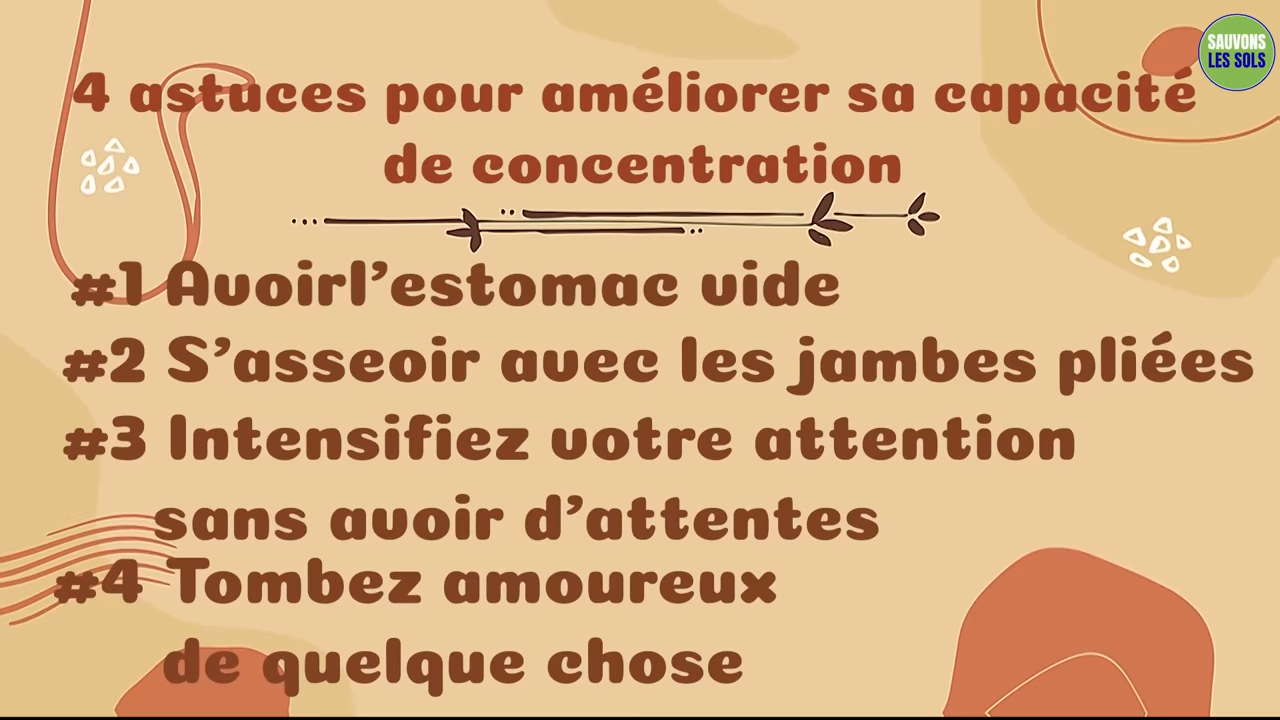 SAUVONS
LES SOLS
4 astuces pour améliorer sa capacité
de concentration
#1 Avoirl’estomac vide
#2 S’asseoir avec les jambes pliées
#3 Intensifiez votre attention
sans avoir d’attentes
#4 Tombez amoureux
de quelque chose